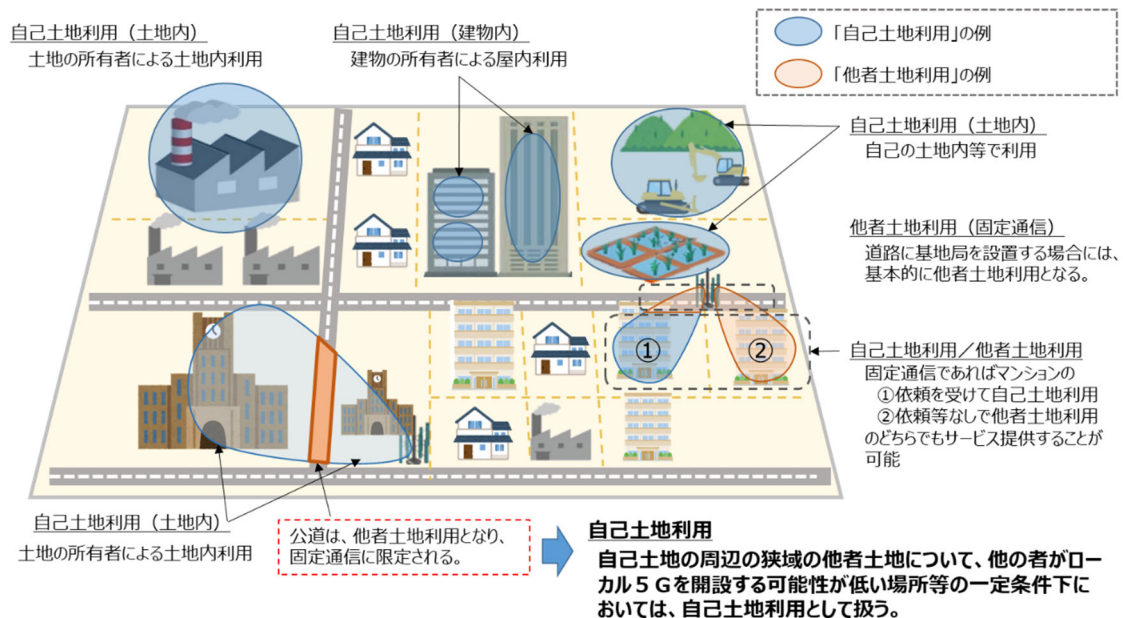 自己土地利用（土地内）
土地の所有者による土地内利用
自己土地利用（建物内）
建物の所有者による屋内利用
「自己土地利用」の例
「他者土地利用」の例
自己土地利用（土地内）
自己の土地内等で利用
他者土地利用（固定通信）
道路に基地局を設置する場合には、
基本的に他者土地利用となる。
①
②
自己土地利用／他者土地利用
固定通信であればマンションの
①依頼を受けて自己土地利用
②依頼等なしで他者土地利用
のどちらでもサービス提供することが
可能
自己土地利用（土地内）
土地の所有者による土地内利用
公道は、他者土地利用となり、
固定通信に限定される。
自己土地利用
自己土地の周辺の狭域の他者土地について、他の者がロー
カル５Ｇを開設する可能性が低い場所等の一定条件下に
おいては、自己土地利用として扱う。